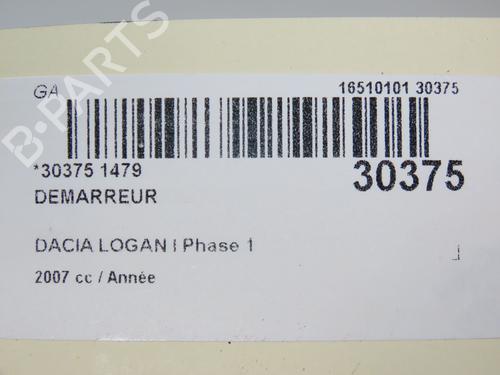 GA
16510101 30375
*30375 1479
30375
DEMARREUR
DACIA LOGAN I Phase 1
2007 cc / Année
B-PARTS